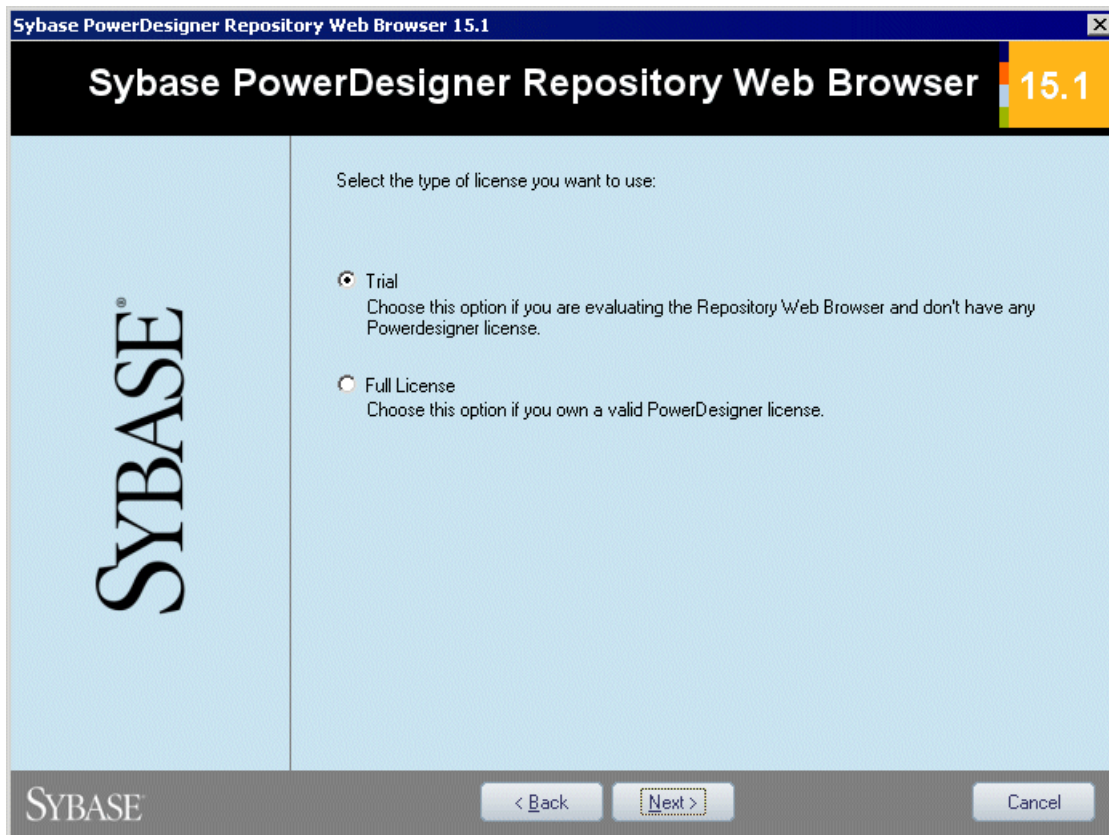 Sybase PowerDesigner Repository Web Browser 15.1
Sybase PowerDesigner Repository Web Browser
15.1
SYBASE®
Select the type of license you want to use:
Trial
Choose this option if you are evaluating the Repository Web Browser and don't have any
Powerdesigner license.
Full License
Choose this option if you own a valid PowerDesigner license.
SYBASE
< Back
Next >
Cancel